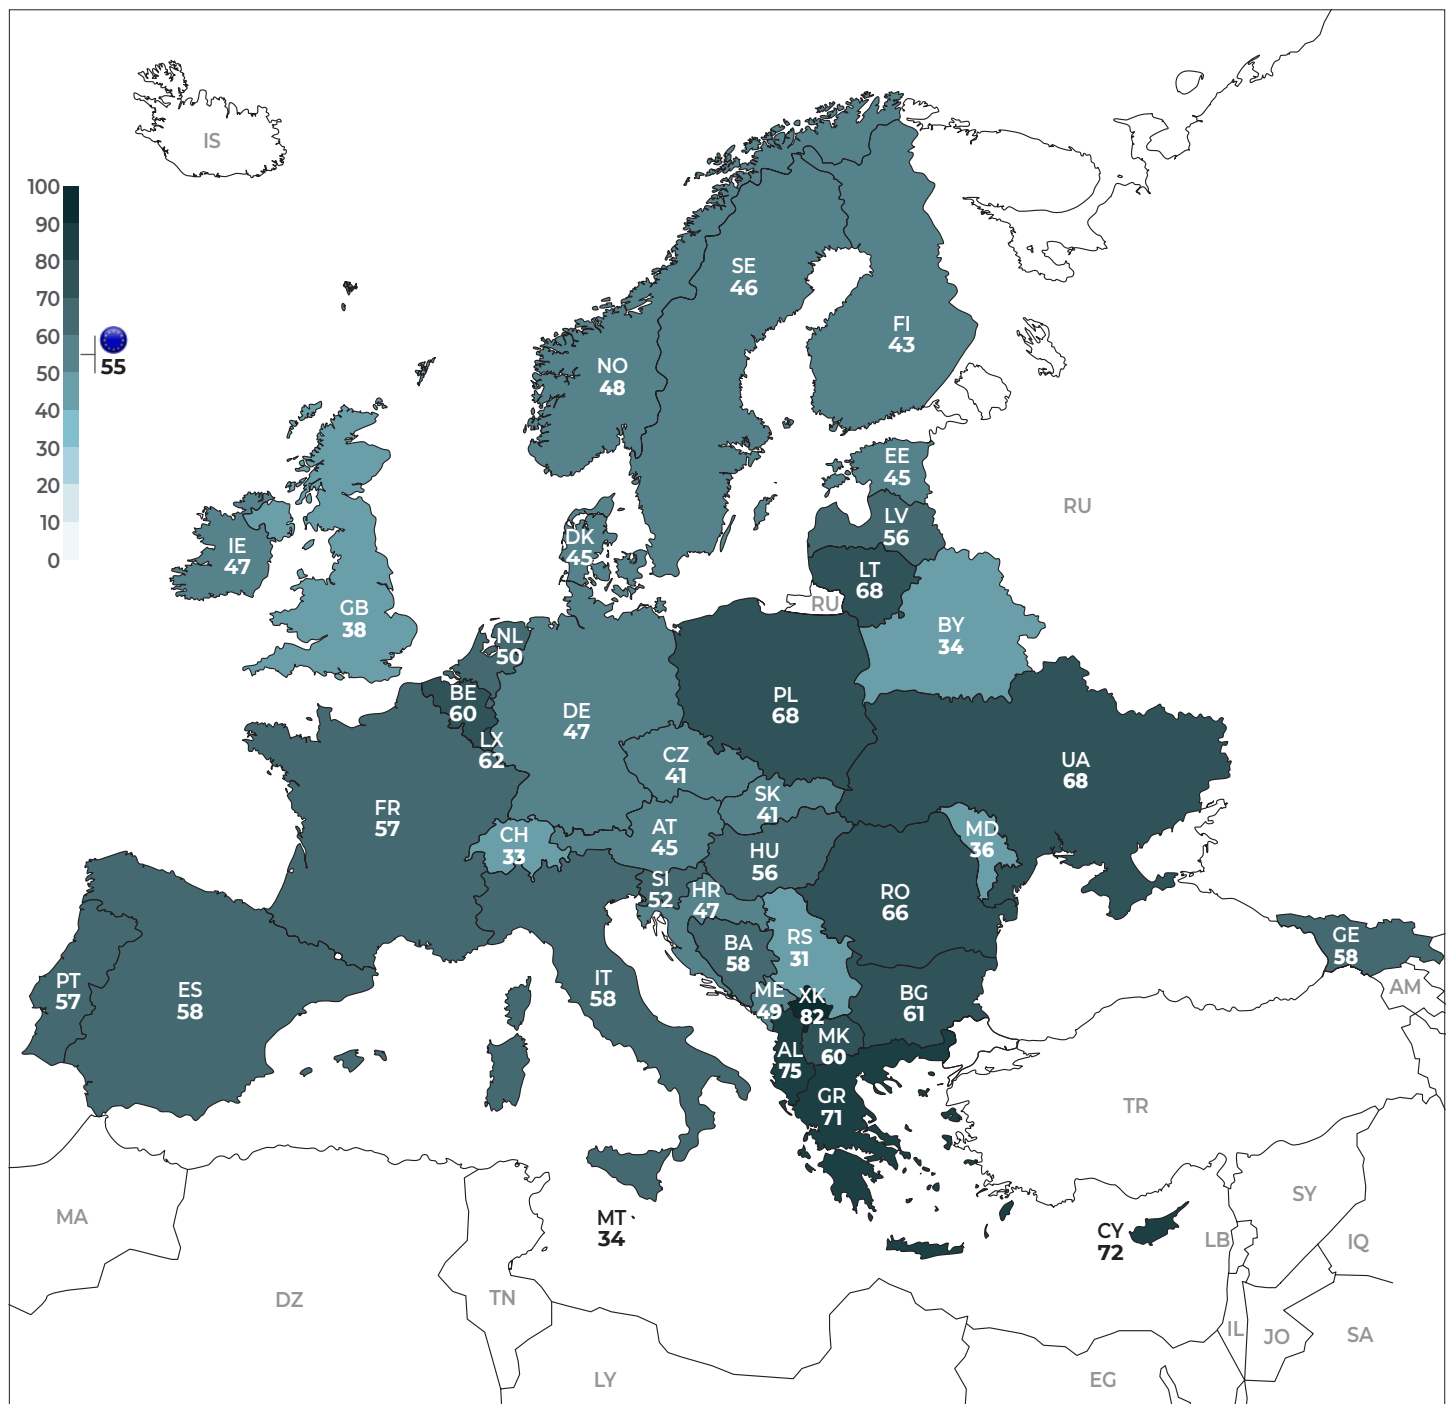 IS
100
90
80
70
60
50
40
30
20
10
0
55
SE
46
FI
43
NO
48
EE
45
LV
56
LT
68
RU
RU
DK
45
IE
47
GB
38
BY
34
NL
50
BE
60
LX
62
DE
47
PL
68
CZ
41
SK
41
UA
68
FR
57
CH
33
AT
45
HU
56
MD
36
SI
52
HR
47
RO
66
BA
58
RS
31
GE
58
AM
PT
57
ES
58
IT
58
ME
49
XK
82
BG
61
MK
60
AL
75
GR
71
TR
MA
MT
34
CY
72
LB
SY
IQ
DZ
TN
IL
JO
SA
LY
EG